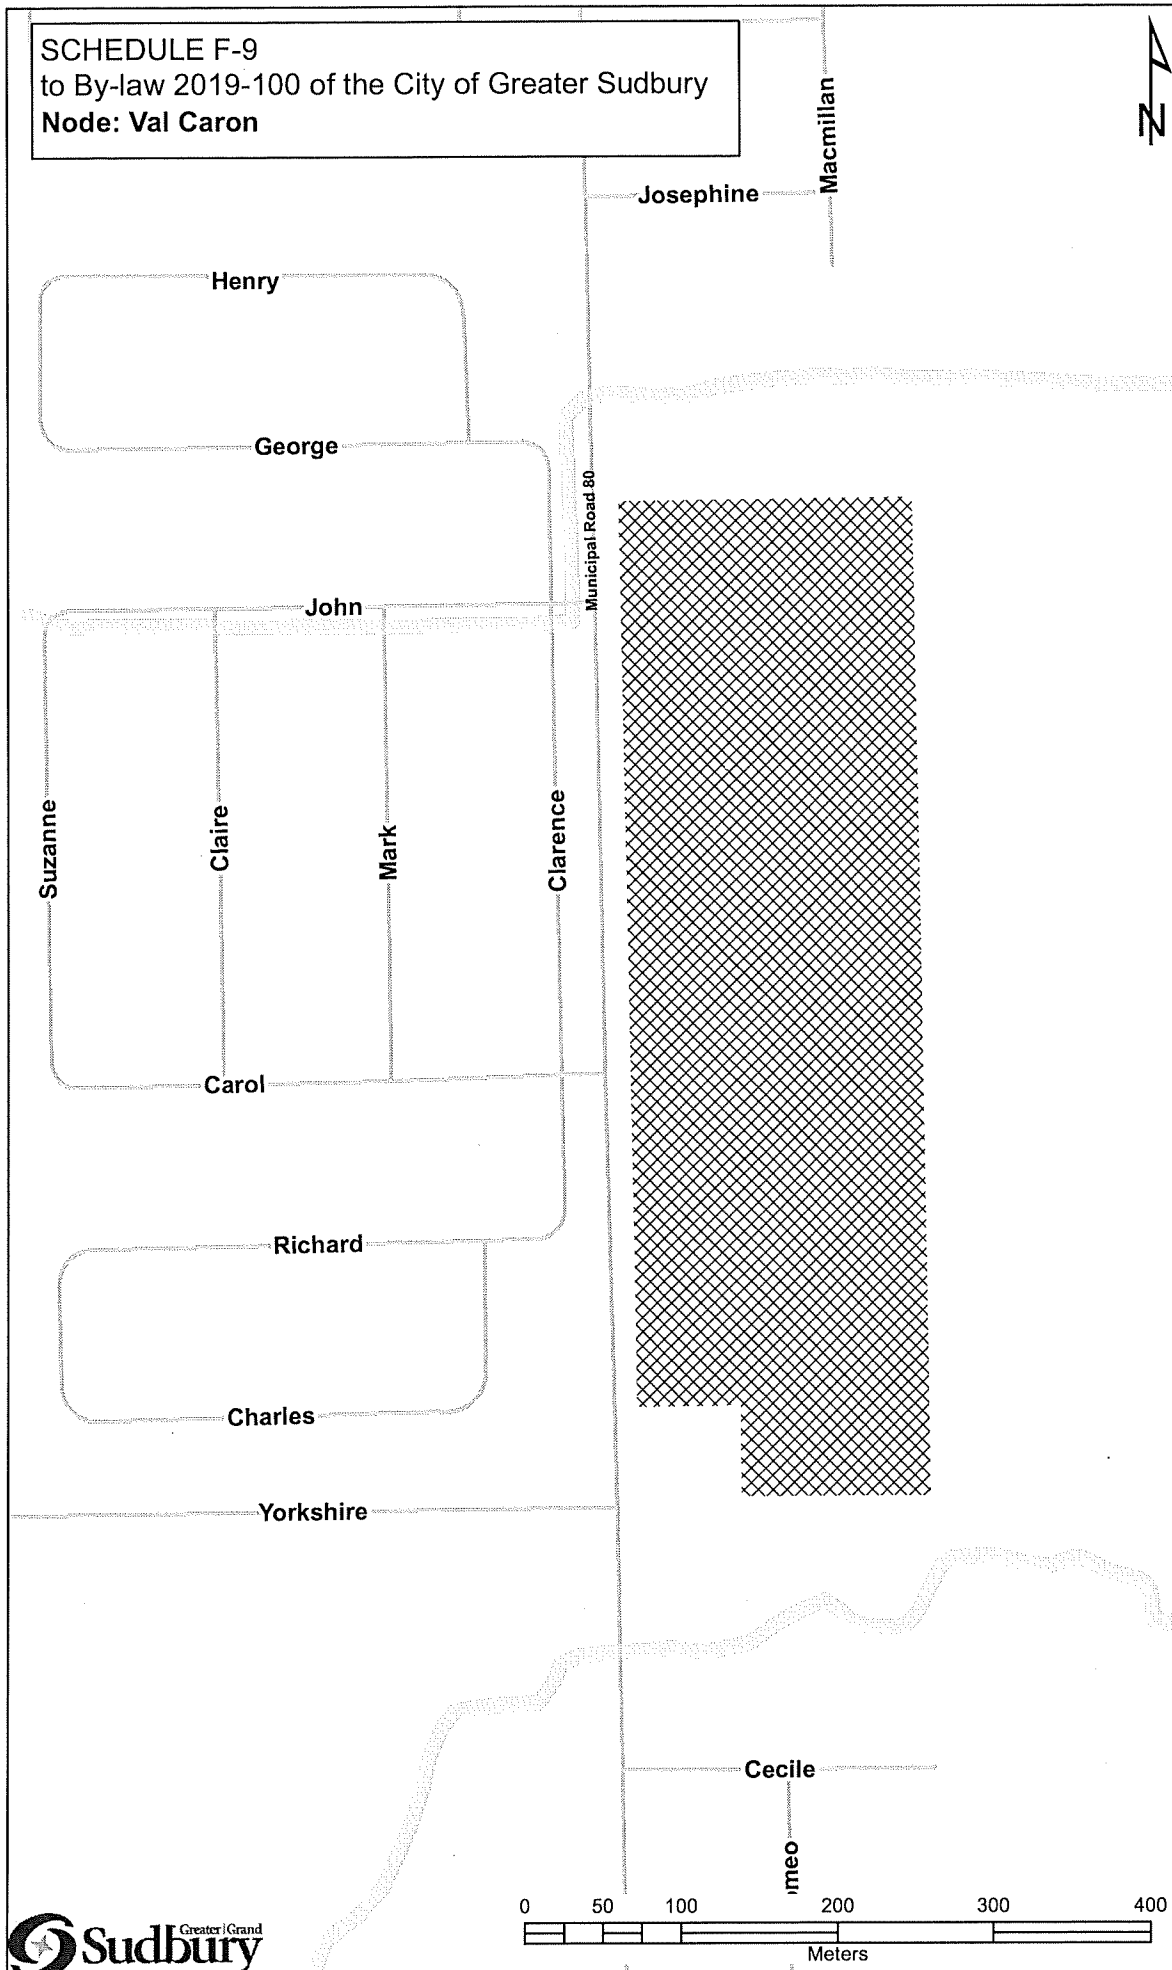 SCHEDULE F-9
to By-law 2019-100 of the City of Greater Sudbury
Node: Val Caron
N
Macmillan
Josephine
Henry
George
Municipal Road 80
John
Suzanne
Claire
Mark
Clarence
Carol
Richard
Charles
Yorkshire
Cecile
meo
0 50 100 200 300 400
Meters
Greater Grand
Sudbury